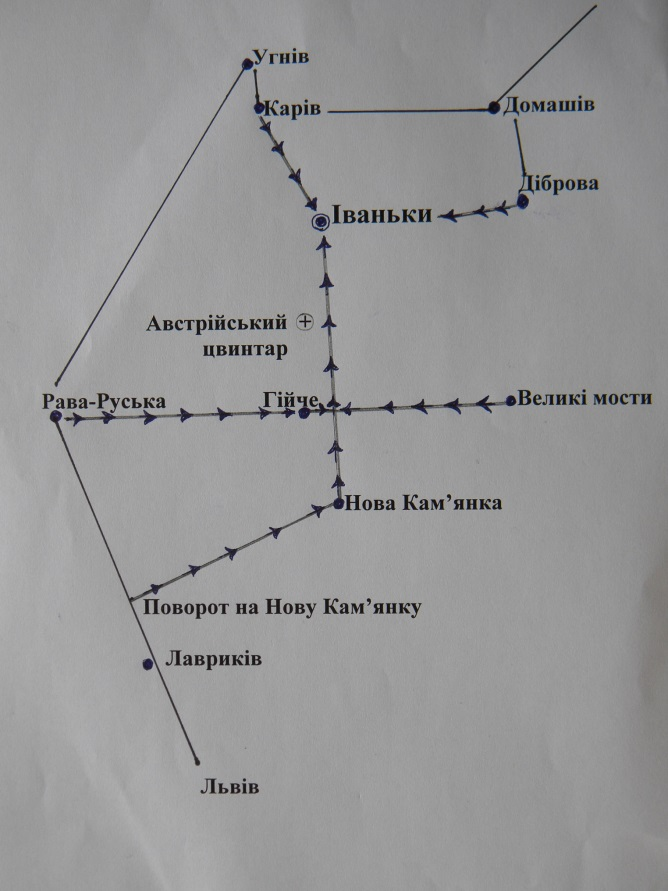 Угнів
Карів
Домашів
Діброва
Іваньки
Австрійський
цвинтар
Рава-Руська
Гійче
Великі мости
Нова Кам’янка
Поворот на Нову Кам’янку
Лавриків
Львів